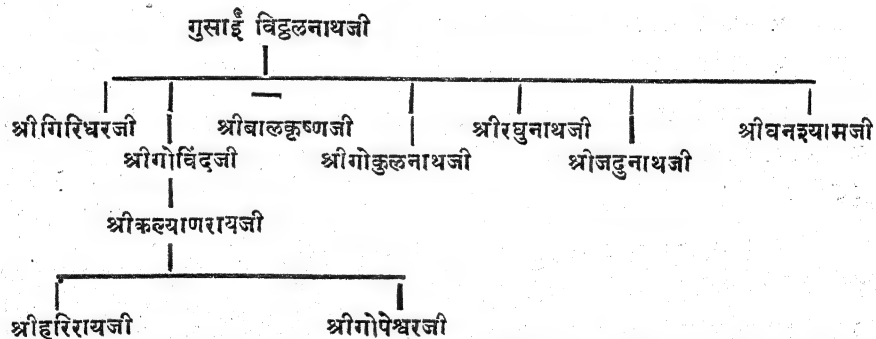 गुसाईं विट्ठलनाथजी
श्रीगिरिधरजी श्रीबालकृष्णजी श्रीरघुनाथजी श्रीघनश्यामजी
श्रीगोविंदजी श्रीगोकुलनाथजी श्रीजदुनाथजी
श्रीकल्याणरायजी
श्रीहरिरायजी श्रीगोपेश्वरजी